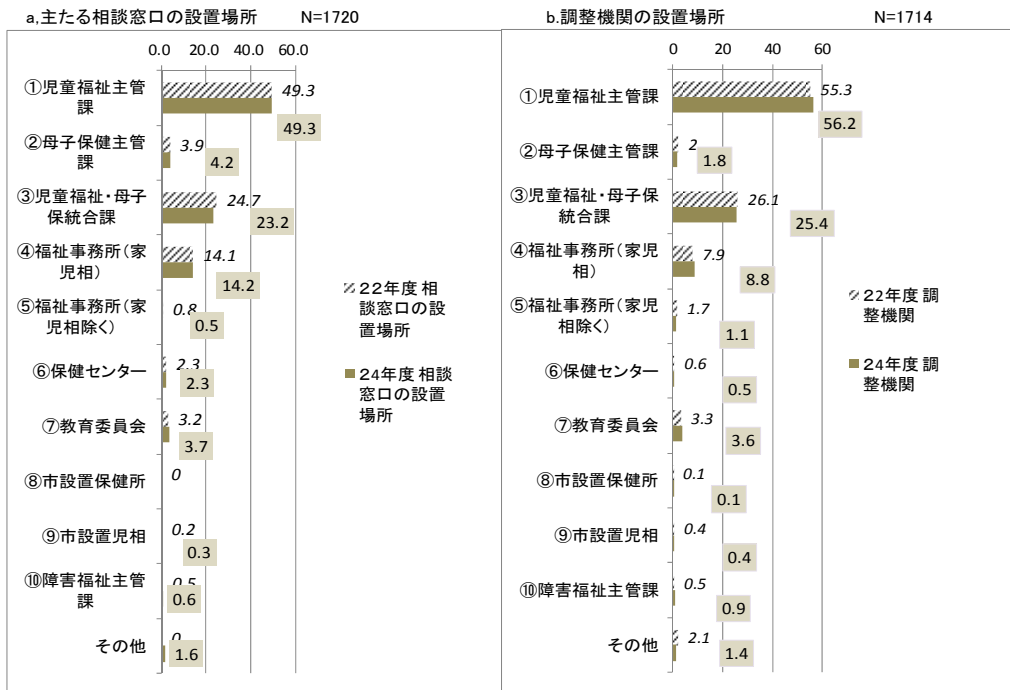 a,主たる相談窓口の設置場所 N=1720
0.0 20.0 40.0 60.0
①児童福祉主管
課
49.3
49.3
②母子保健主管
課
3.9
4.2
③児童福祉・母子
保統合課
24.7
23.2
④福祉事務所(家
児相)
14.1
14.2
⑤福祉事務所(家
児相除く)
0.8
0.5
⑥保健センター
2.3
2.3
⑦教育委員会
3.2
3.7
⑧市設置保健所
0
⑨市設置児相
0.2
0.3
⑩障害福祉主管
課
0.5
0.6
その他
0
1.6
22年度 相
談窓口の設
置場所
24年度 相談
窓口の設置
場所
b.調整機関の設置場所 N=1714
0 20 40 60
①児童福祉主管課
55.3
56.2
②母子保健主管課
2
1.8
③児童福祉・母子保
統合課
26.1
25.4
④福祉事務所(家児
相)
7.9
8.8
⑤福祉事務所(家児
相除く)
1.7
1.1
⑥保健センター
0.6
0.5
⑦教育委員会
3.3
3.6
⑧市設置保健所
0.1
0.1
⑨市設置児相
0.4
0.4
⑩障害福祉主管課
0.5
0.9
その他
2.1
1.4
22年度 調
整機関
24年度 調
整機関